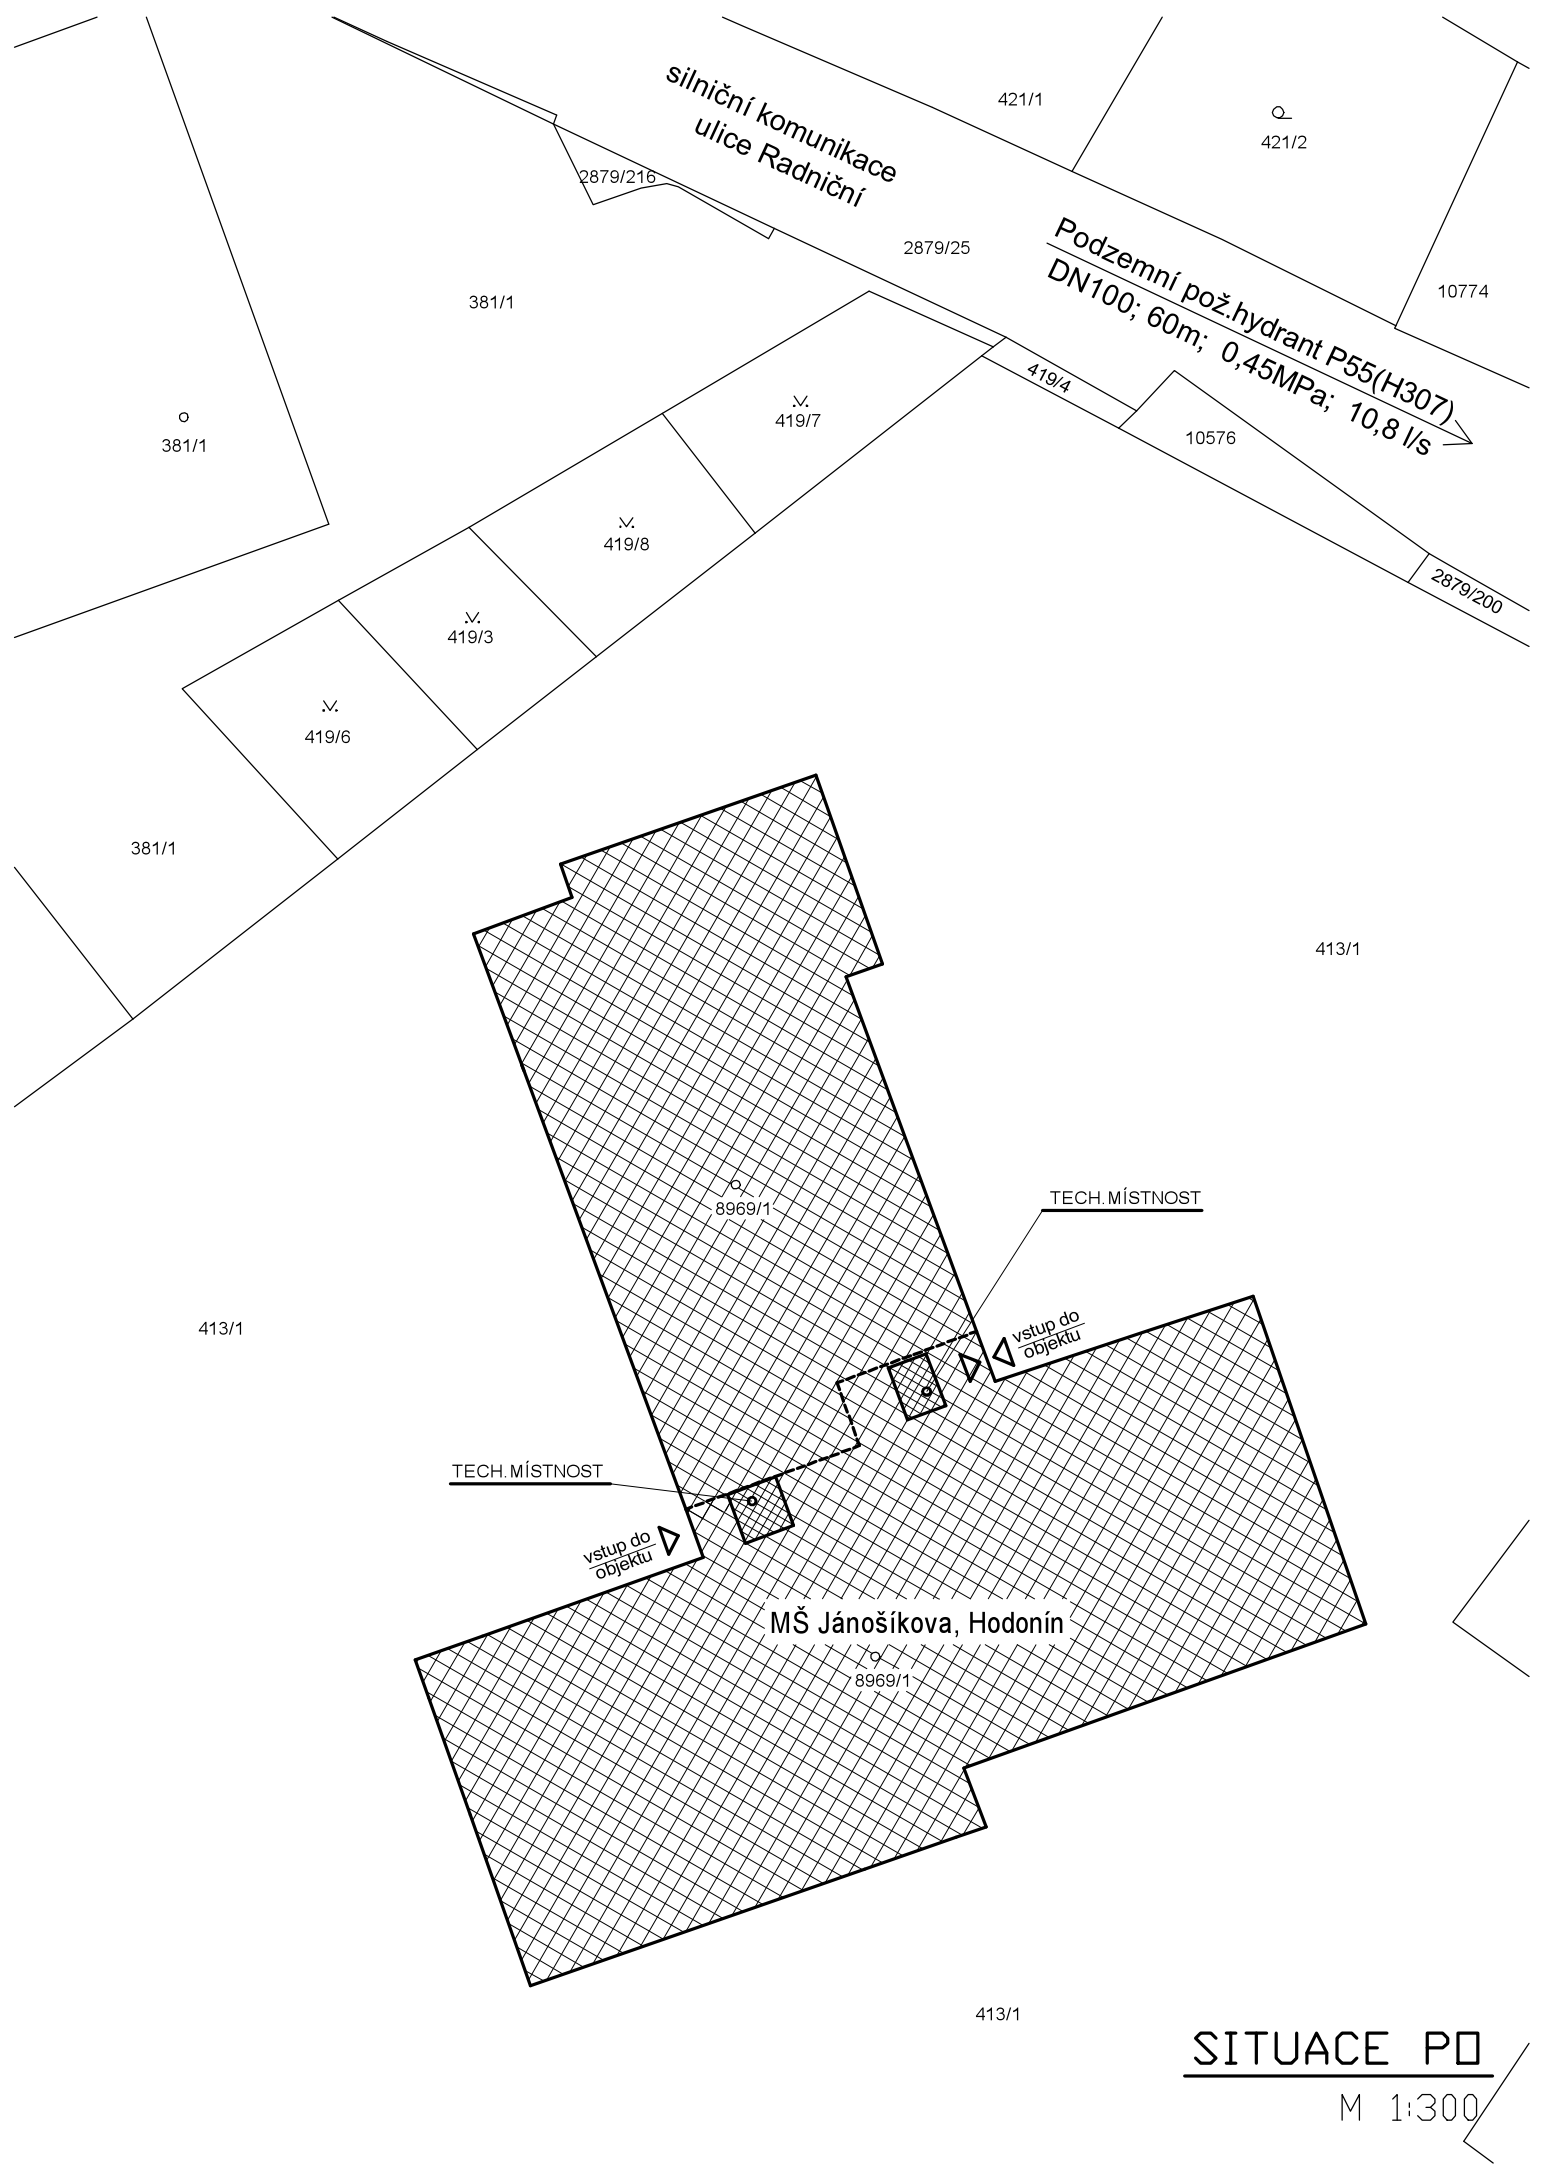 silniční komunikace
ulice Radniční
421/1
421/2
2879/216
2879/25
Podzemní pož.hydrant P55(H307)
DN100; 60m; 0,45MPa; 10,8 l/s
10774
381/1
419/4
419/7
10576
381/1
419/8
2879/200
419/3
419/6
381/1
413/1
TECH.MÍSTNOST
8969/1
413/1
vstup do
objektu
TECH.MÍSTNOST
vstup do
objektu
MŠ Jánošíkova, Hodonín
8969/1
413/1
SITUACE PO
M 1:300